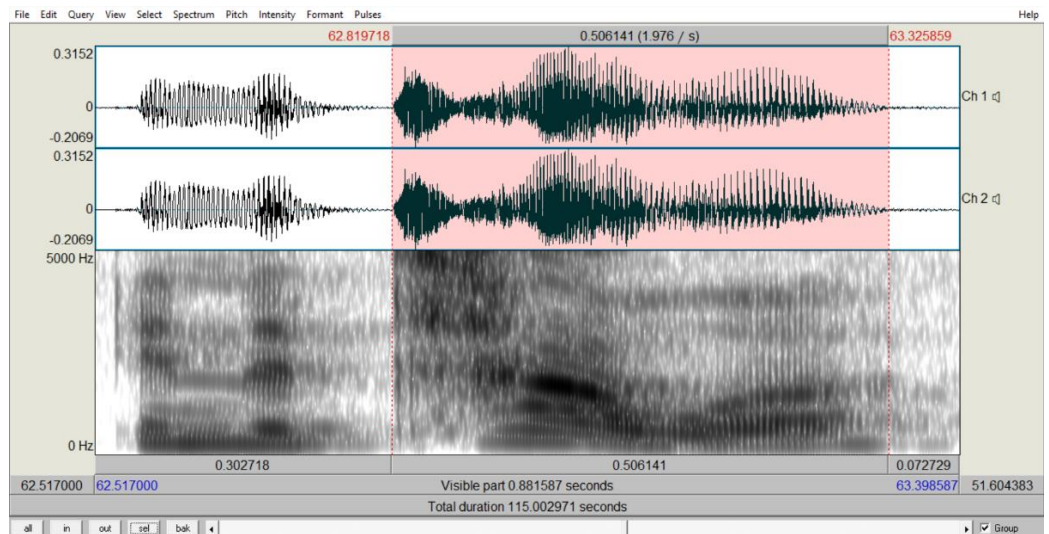 File Edit Query View Select Spectrum Pitch Intensity Formant Pulses Help
62.819718 0.506141 (1.976 / s) 63.325859
0.3152
0
-0.2069
Ch 1
0.3152
0
-0.2069
Ch 2
5000 Hz
0 Hz
0.302718 0.506141 0.072729
62.517000 62.517000 Visible part 0.881587 seconds 63.398587 51.604383
Total duration 115.002971 seconds
all in out sel bak Group